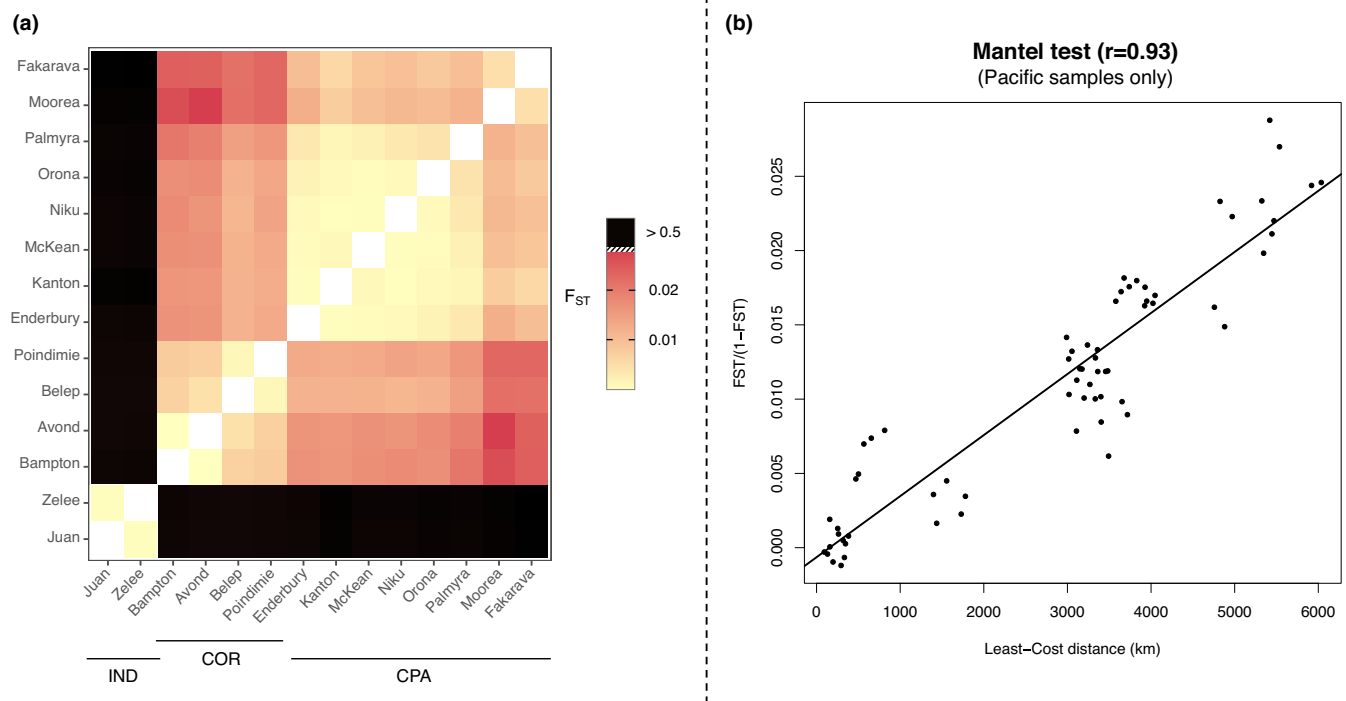 (a)
Fakarava
Moorea
Palmyra
Orona
Niku
McKean
Kanton
Enderbury
Poindimie
Belep
Avond
Bampton
Zelee
Juan
Juan
Zelee
Bampton
Avond
Belep
Poindimie
Enderbury
Kanton
McKean
Niku
Orona
Palmyra
Moorea
Fakarava
IND
COR
CPA
FST
> 0.5
0.02
0.01
(b)
Mantel test (r=0.93)
(Pacific samples only)
FST/(1−FST)
0.025
0.020
0.015
0.010
0.005
0.000
0 1000 2000 3000 4000 5000 6000
Least−Cost distance (km)